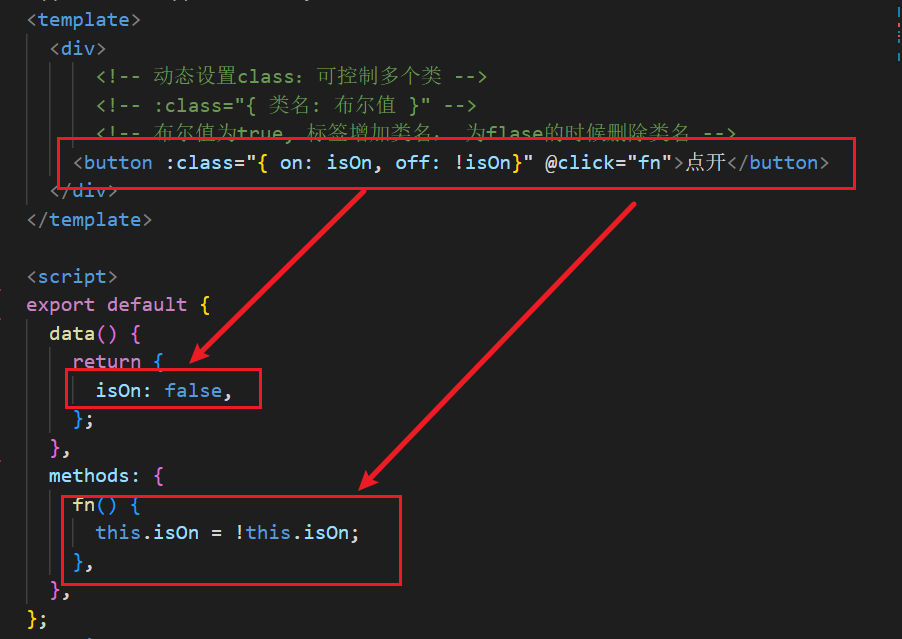 <template>
<div>
<!-- 动态设置class：可控制多个类 -->
<!-- :class="{ 类名: 布尔值 }" -->
<!-- 布尔值为true, 标签增加类名， 为flase的时候删除类名 -->
<button :class="{ on: isOn, off: !isOn}" @click="fn">点开</button>
</div>
</template>
<script>
export default {
data() {
return {
isOn: false,
};
},
methods: {
fn() {
this.isOn = !this.isOn;
},
},
};